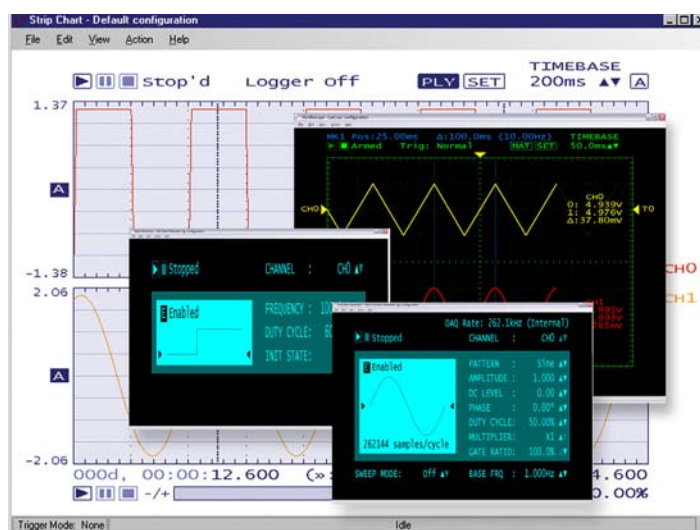 Strip Chart - Default configuration
File Edit View Action Help
Stop'd Logger off PLY SET TIMEBASE
200ms A
1.37
A
-1.38
2.06
A
-2.06
000d, 00:00:12.600
-/+
Trigger Mode: None Idle
4.600
0.00%
CH0
CH1
MK1 Pos:25.00ms Δ:100.0ms (10.00Hz) TIMEBASE
Armed Trig: Normal MAT SET 50.0ms
CH0
CH0
0: 4.939V
1: 4.976V
Δ:37.80mV
T0
Stopped CHANNEL : CH0
Enabled
FREQUENCY :
DUTY CYCLE:
INIT STATE:
DAQ Rate: 262.1kHz (Internal)
Stopped CHANNEL : CH0
Enabled
262144 samples/cycle
PATTERN : Sine
AMPLITUDE : 1.000
DC LEVEL : 0.00
PHASE : 0.00°
DUTY CYCLE: 50.00%
MULTIPLIER: X1
GATE RATIO: 100.0%
SWEEP MODE: Off BASE FRQ : 1.000Hz